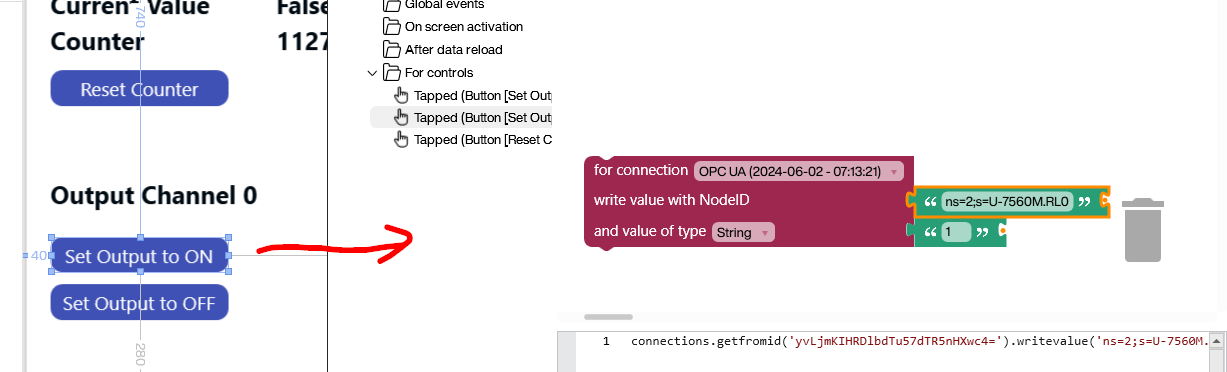 Current Value False
Counter 1127
Reset Counter
Output Channel 0
Set Output to ON
Set Output to OFF
740
40
280
Global events
On screen activation
After data reload
For controls
Tapped (Button [Set Out
Tapped (Button [Set Out
Tapped (Button [Reset C
for connection OPC UA (2024-06-02 - 07:13:21)
write value with NodeID “ ns=2;s=U-7560M.RL0 ”
and value of type String “ 1 ”
1 connections.getfromid('yvLjmKIHRDlbdTu57dTR5nHXwc4=').writevalue('ns=2;s=U-7560M.